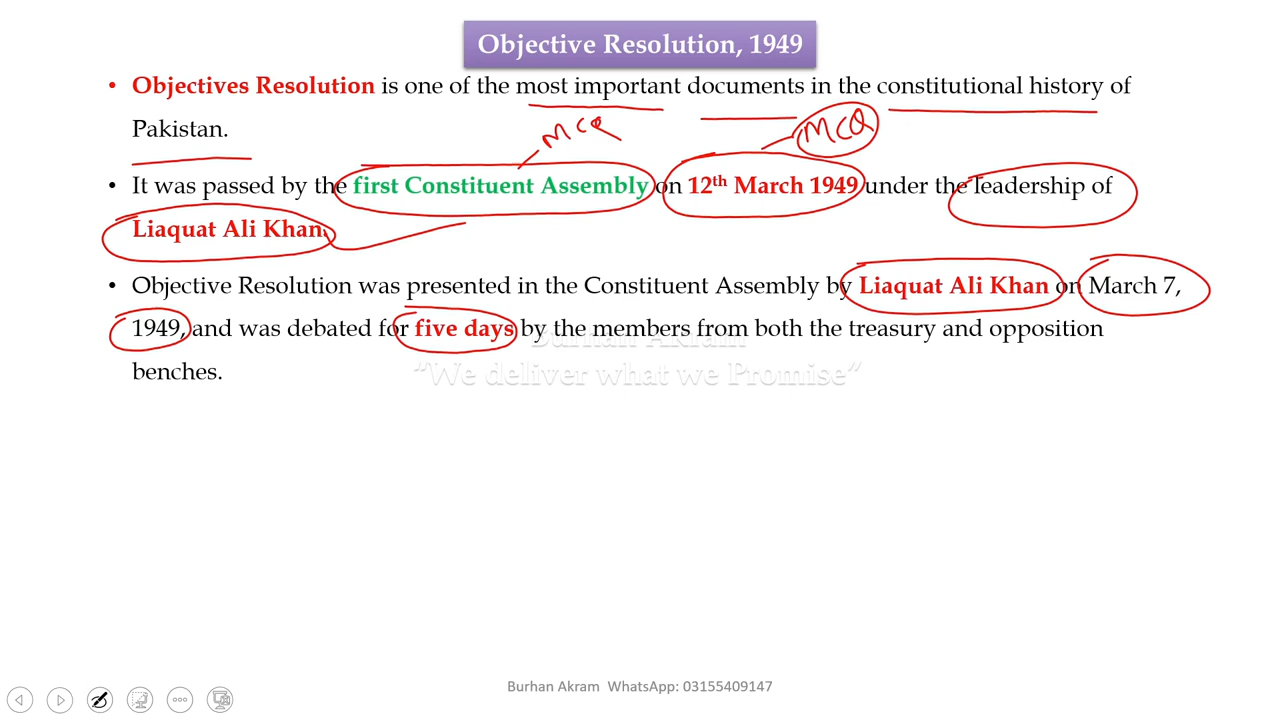 Objective Resolution, 1949
• Objectives Resolution is one of the most important documents in the constitutional history of
Pakistan.
MCQ
MCQ
• It was passed by the first Constituent Assembly on 12th March 1949 under the leadership of
Liaquat Ali Khan.
• Objective Resolution was presented in the Constituent Assembly by Liaquat Ali Khan on March 7,
1949, and was debated for five days by the members from both the treasury and opposition
Burhan Akram
benches.
"We deliver what we Promise"
Burhan Akram WhatsApp: 03155409147